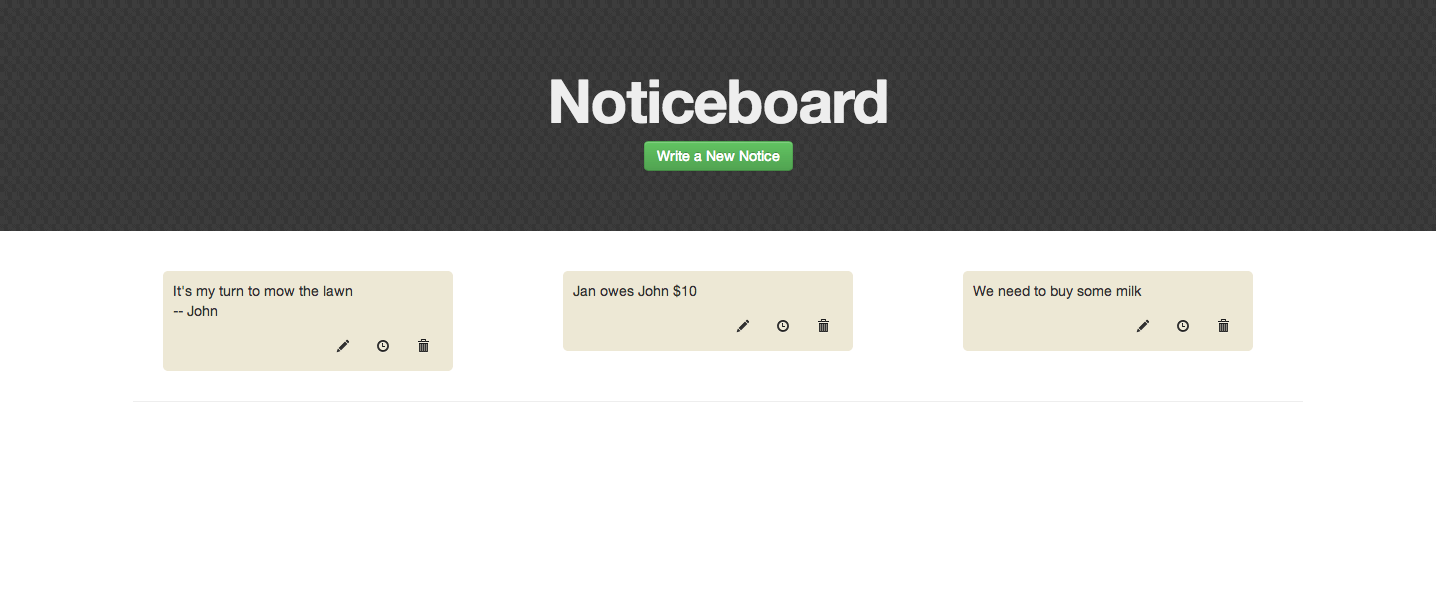 Noticeboard
Write a New Notice
It's my turn to mow the lawn
-- John
Jan owes John $10
We need to buy some milk